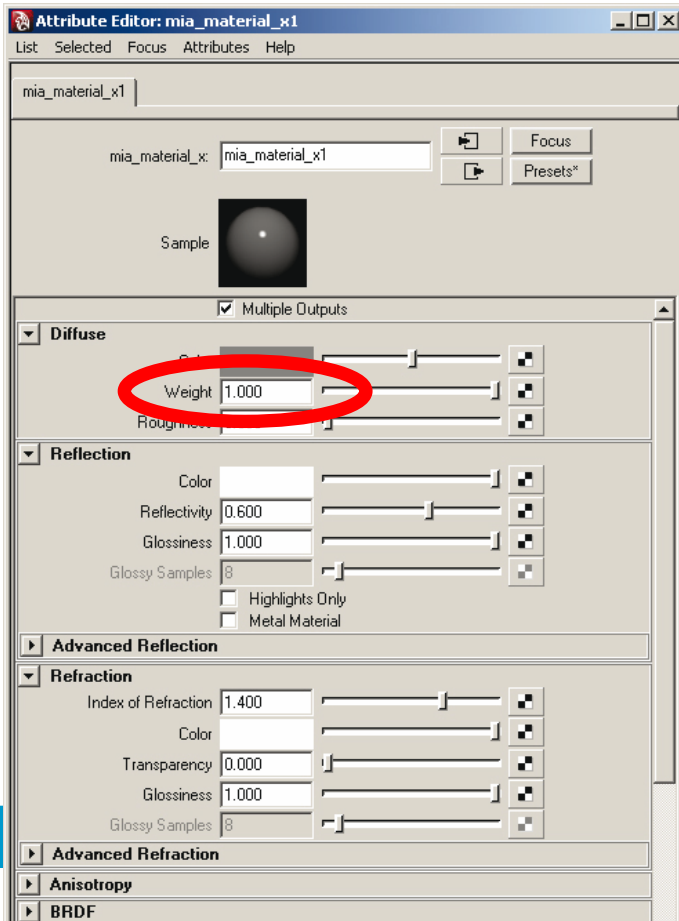 Attribute Editor: mia_material_x1
List Selected Focus Attributes Help
mia_material_x1
mia_material_x: mia_material_x1 Focus
Presets*
Sample
Multiple Outputs
Diffuse
Weight 1.000
Roughness
Reflection
Color
Reflectivity 0.600
Glossiness 1.000
Glossy Samples 8
Highlights Only
Metal Material
Advanced Reflection
Refraction
Index of Refraction 1.400
Color
Transparency 0.000
Glossiness 1.000
Glossy Samples 8
Advanced Refraction
Anisotropy
BRDF